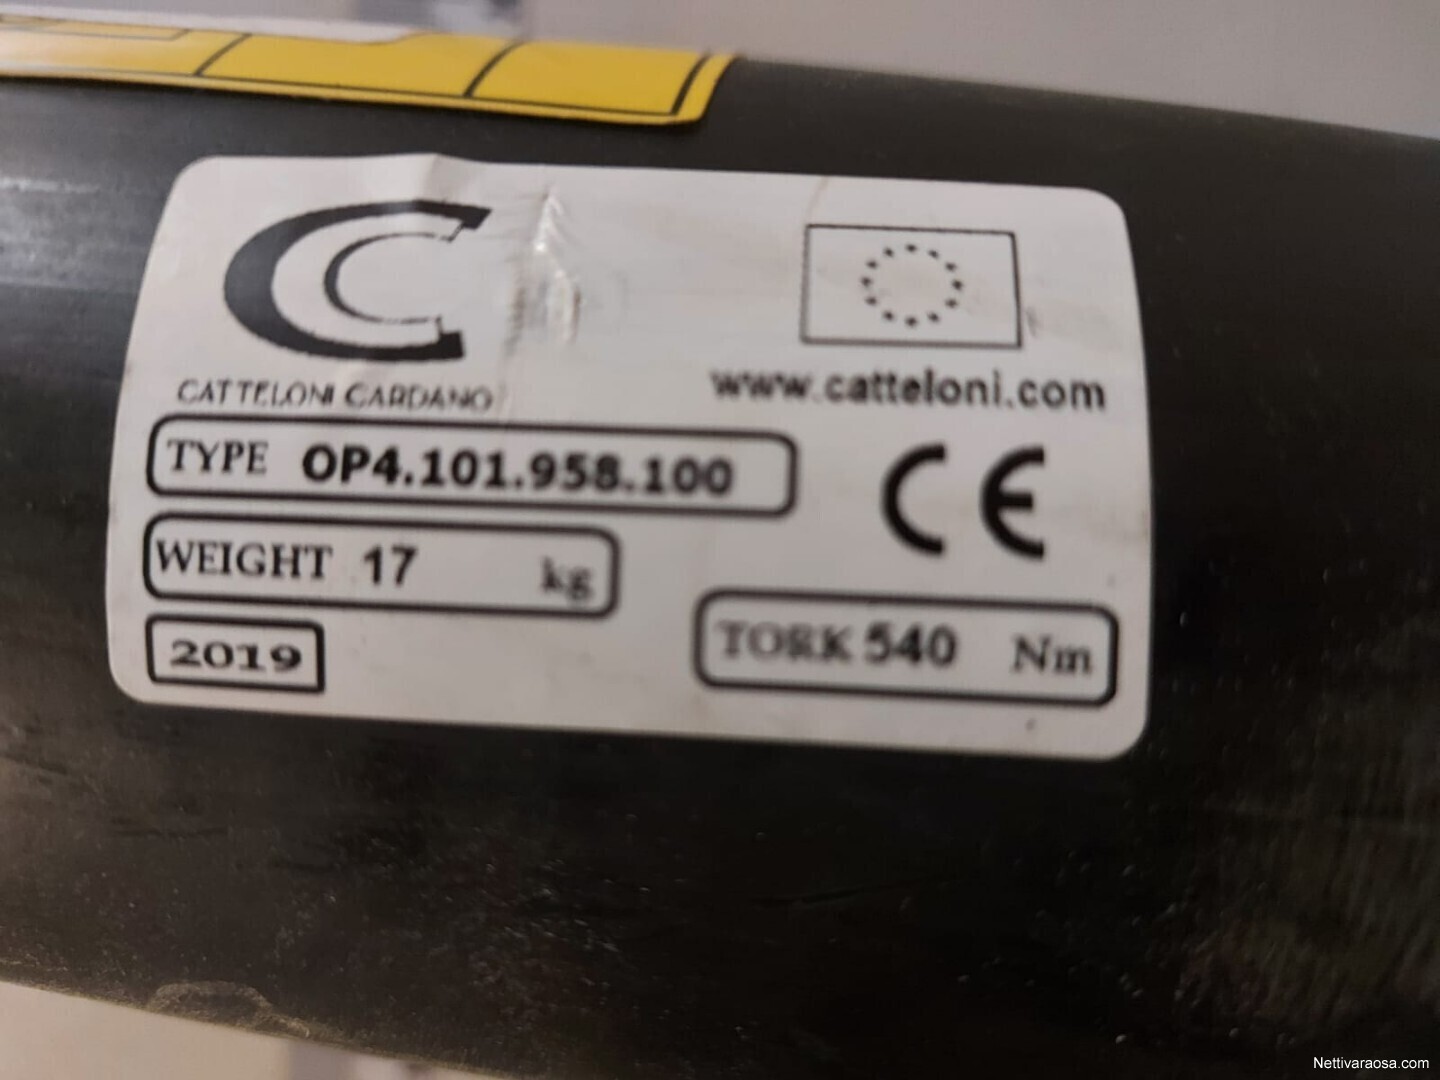 CATTELONI CARDANO
www.catteloni.com
TYPE OP4.101.958.100
CE
WEIGHT 17 kg
TORK 540 Nm
2019
Nettivaraosa.com